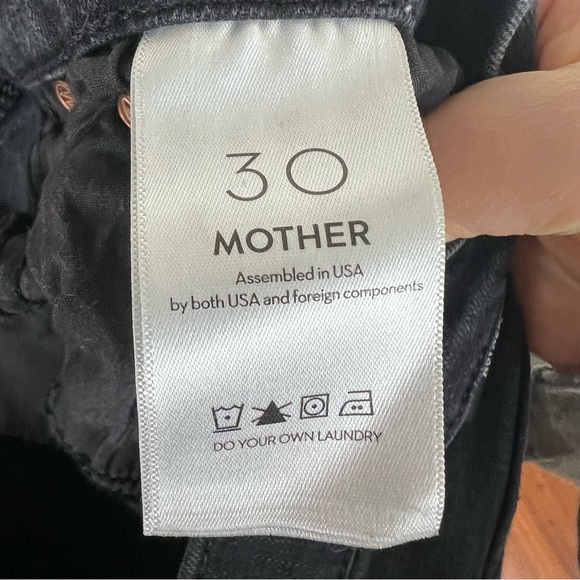 30
MOTHER
Assembled in USA
by both USA and foreign components
DO YOUR OWN LAUNDRY